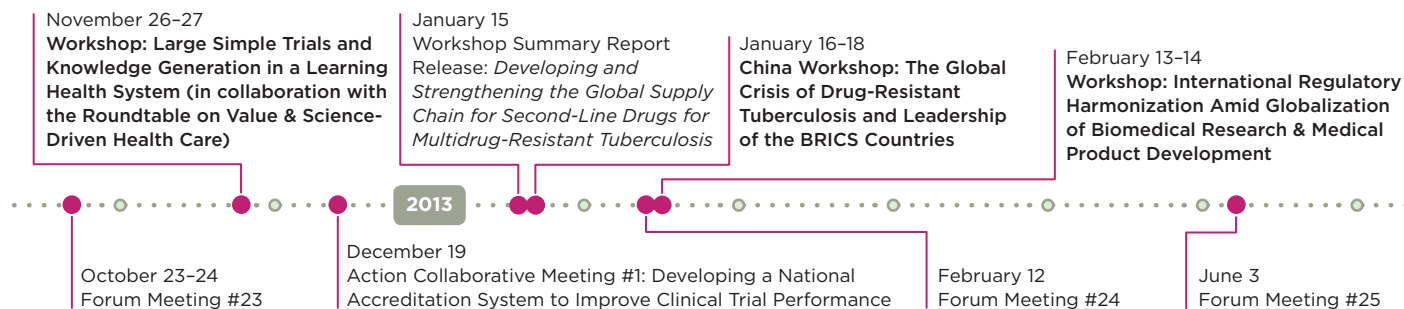 November 26–27
Workshop: Large Simple Trials and
Knowledge Generation in a Learning
Health System (in collaboration with
the Roundtable on Value & Science-
Driven Health Care)
January 15
Workshop Summary Report
Release: Developing and
Strengthening the Global Supply
Chain for Second-Line Drugs for
Multidrug-Resistant Tuberculosis
January 16–18
China Workshop: The Global
Crisis of Drug-Resistant
Tuberculosis and Leadership
of the BRICS Countries
February 13–14
Workshop: International Regulatory
Harmonization Amid Globalization
of Biomedical Research & Medical
Product Development
2013
October 23–24
Forum Meeting #23
December 19
Action Collaborative Meeting #1: Developing a National
Accreditation System to Improve Clinical Trial Performance
February 12
Forum Meeting #24
June 3
Forum Meeting #25